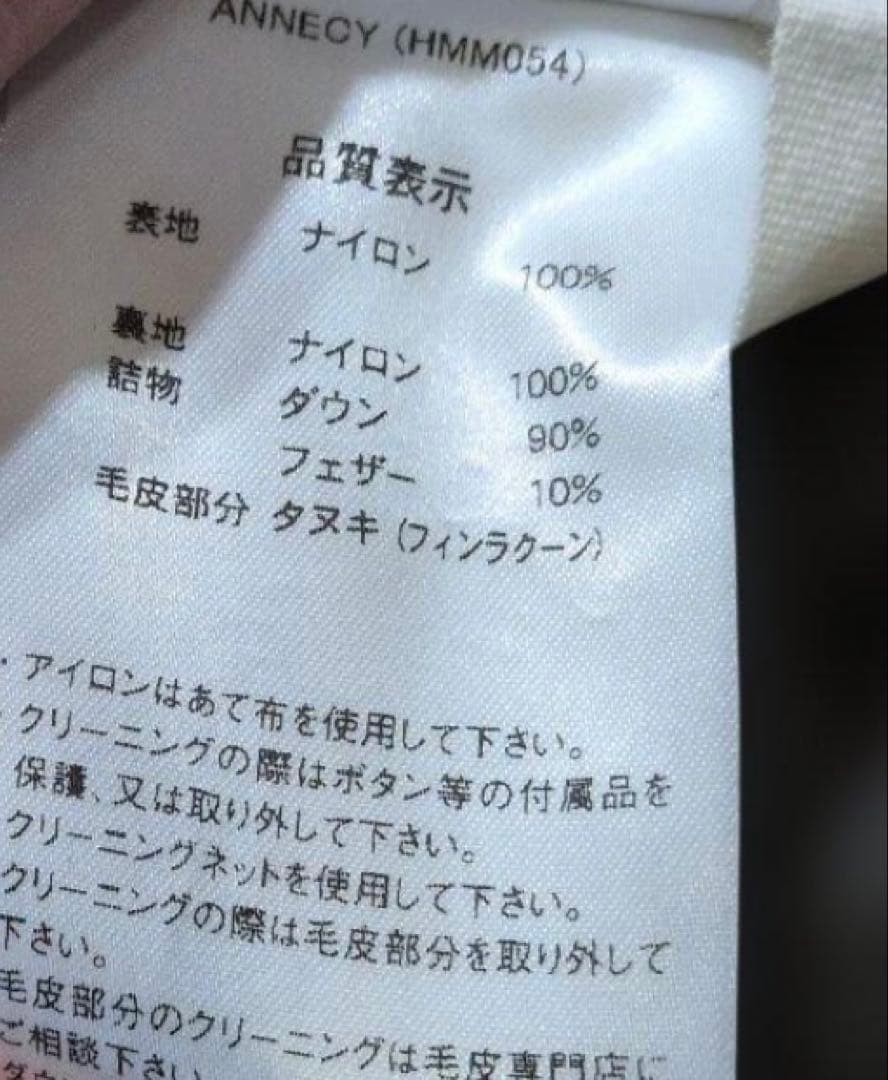 ANNECY (HMM054)
品質表示
表地 ナイロン 100%
裏地 ナイロン 100%
詰物 ダウン 90%
フェザー 10%
毛皮部分 タヌキ (フィンラクーン)
・アイロンはあて布を使用して下さい。
・クリーニングの際はボタン等の付属品を
保護、又は取り外して下さい。
クリーニングネットを使用して下さい。
クリーニングの際は毛皮部分を取り外して
下さい。
毛皮部分のクリーニングは毛皮専門店に
ご相談下さい